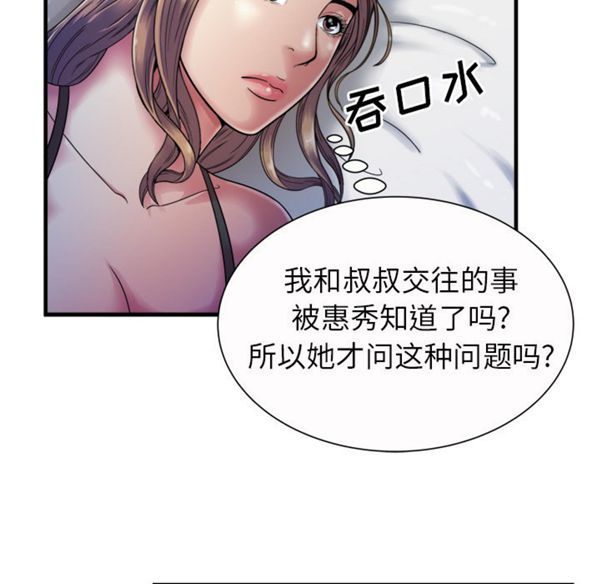 吞口水
我和叔叔交往的事
被惠秀知道了吗?
所以她才问这种问题吗?